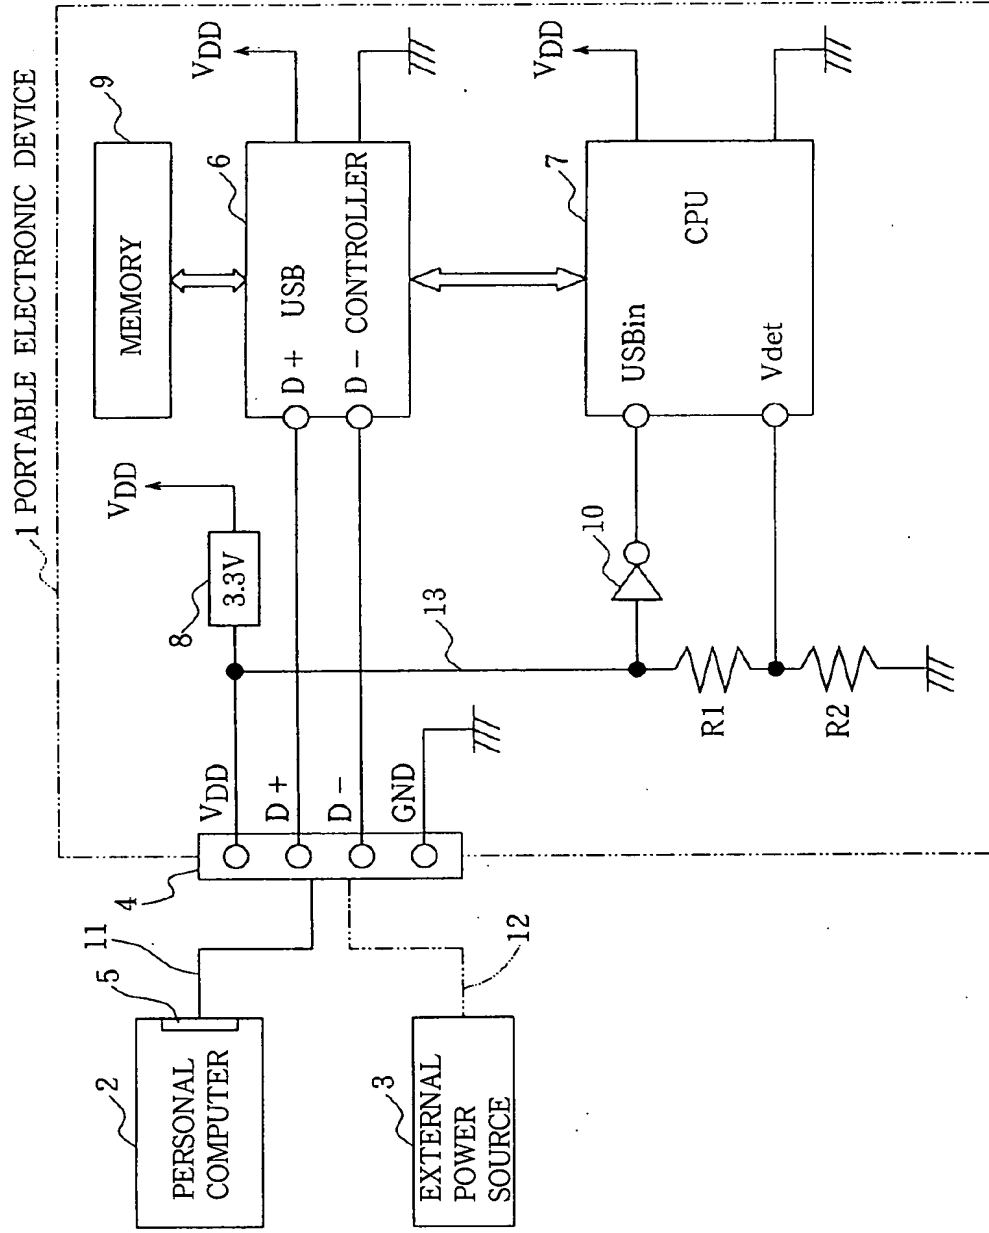 1 PORTABLE ELECTRONIC DEVICE
2
PERSONAL
COMPUTER
5
11
3
EXTERNAL
POWER
SOURCE
12
4
VDD
D+
D-
GND
8
3.3V
VDD
13
10
R1
R2
9
MEMORY
6
D+ USB
D- CONTROLLER
VDD
7
USBin
CPU
Vdet
VDD